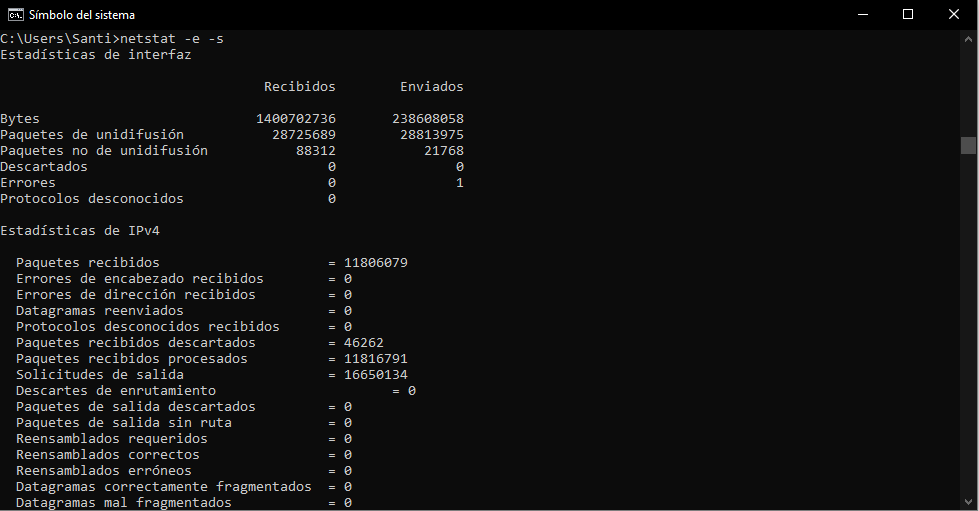 Símbolo del sistema
C:\Users\Santi>netstat -e -s
Estadísticas de interfaz
Recibidos Enviados
Bytes 1400702736 238608058
Paquetes de unidifusión 28725689 28813975
Paquetes no de unidifusión 88312 21768
Descartados 0 0
Errores 0 1
Protocolos desconocidos 0
Estadísticas de IPv4
Paquetes recibidos = 11806079
Errores de encabezado recibidos = 0
Errores de dirección recibidos = 0
Datagramas reenviados = 0
Protocolos desconocidos recibidos = 0
Paquetes recibidos descartados = 46262
Paquetes recibidos procesados = 11816791
Solicitudes de salida = 16650134
Descartes de enrutamiento = 0
Paquetes de salida descartados = 0
Paquetes de salida sin ruta = 0
Reensamblados requeridos = 0
Reensamblados correctos = 0
Reensamblados erróneos = 0
Datagramas correctamente fragmentados = 0
Datagramas mal fragmentados = 0